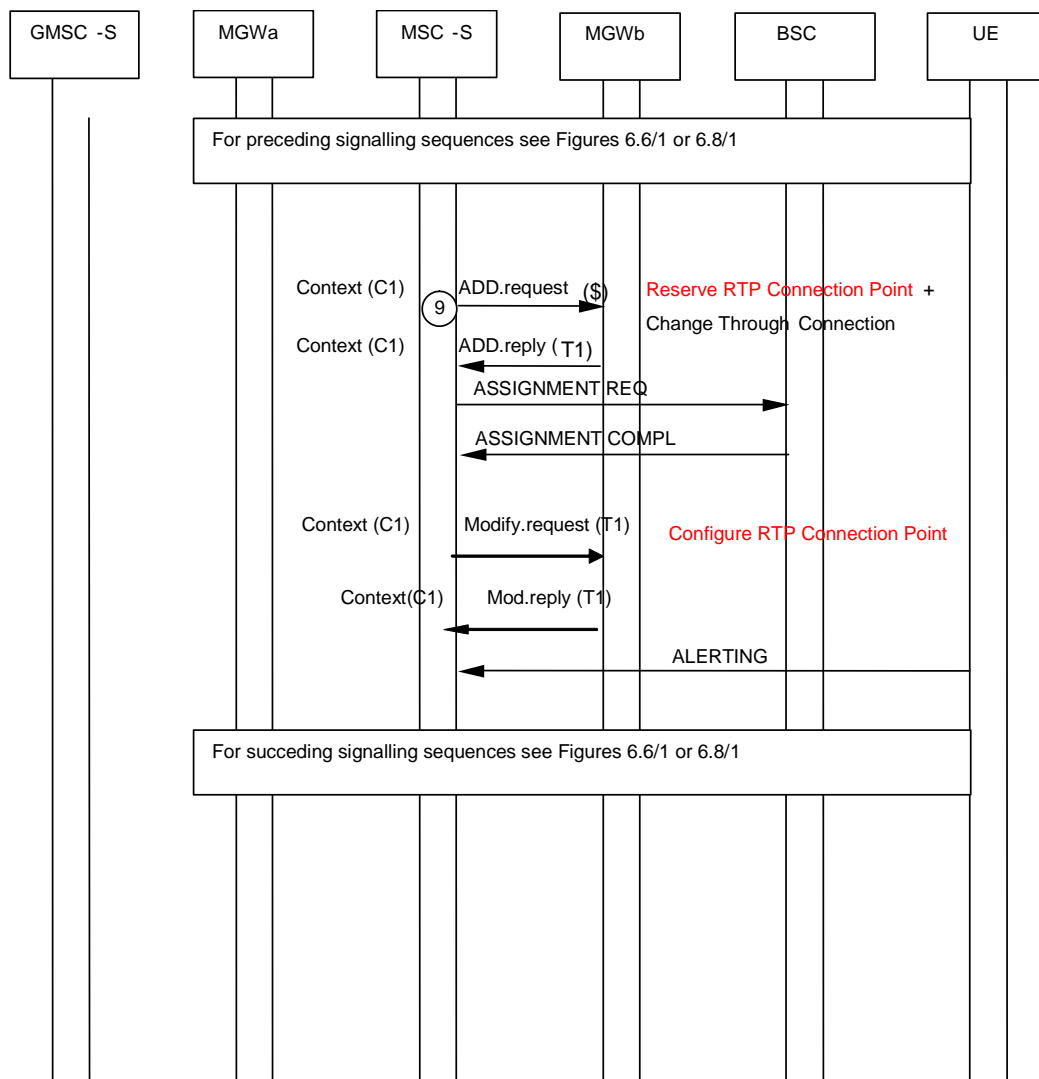 GMSC -S MGWa MSC -S MGWb BSC UE
For preceding signalling sequences see Figures 6.6/1 or 6.8/1
Context (C1) 9 ADD.request ($) Reserve RTP Connection Point +
Change Through Connection
Context (C1) ADD.reply ( T1)
ASSIGNMENT REQ
ASSIGNMENT COMPL
Context (C1) Modify.request (T1) Configure RTP Connection Point
Context(C1) Mod.reply (T1)
ALERTING
For succeding signalling sequences see Figures 6.6/1 or 6.8/1